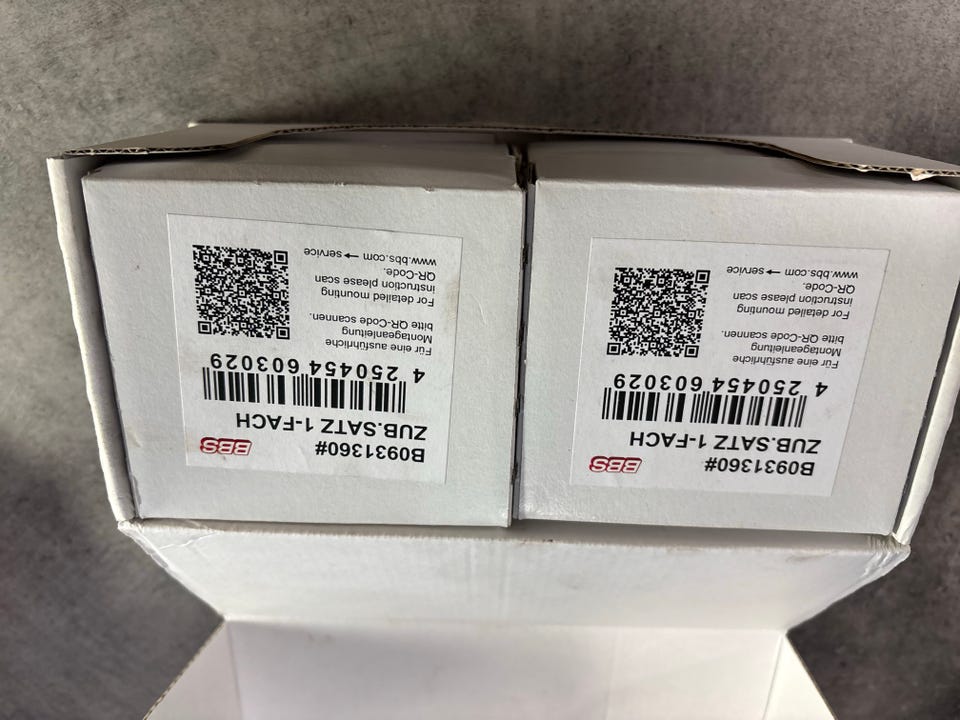 B0931360#
BBS
ZUB.SATZ 1-FACH
4 250454 603029
Für eine ausführliche
Montageanleitung
bitte QR-Code scannen.
For detailed mounting
instruction please scan
QR-Code.
www.bbs.com → service
B0931360#
BBS
ZUB.SATZ 1-FACH
4 250454 603029
Für eine ausführliche
Montageanleitung
bitte QR-Code scannen.
For detailed mounting
instruction please scan
QR-Code.
www.bbs.com → service